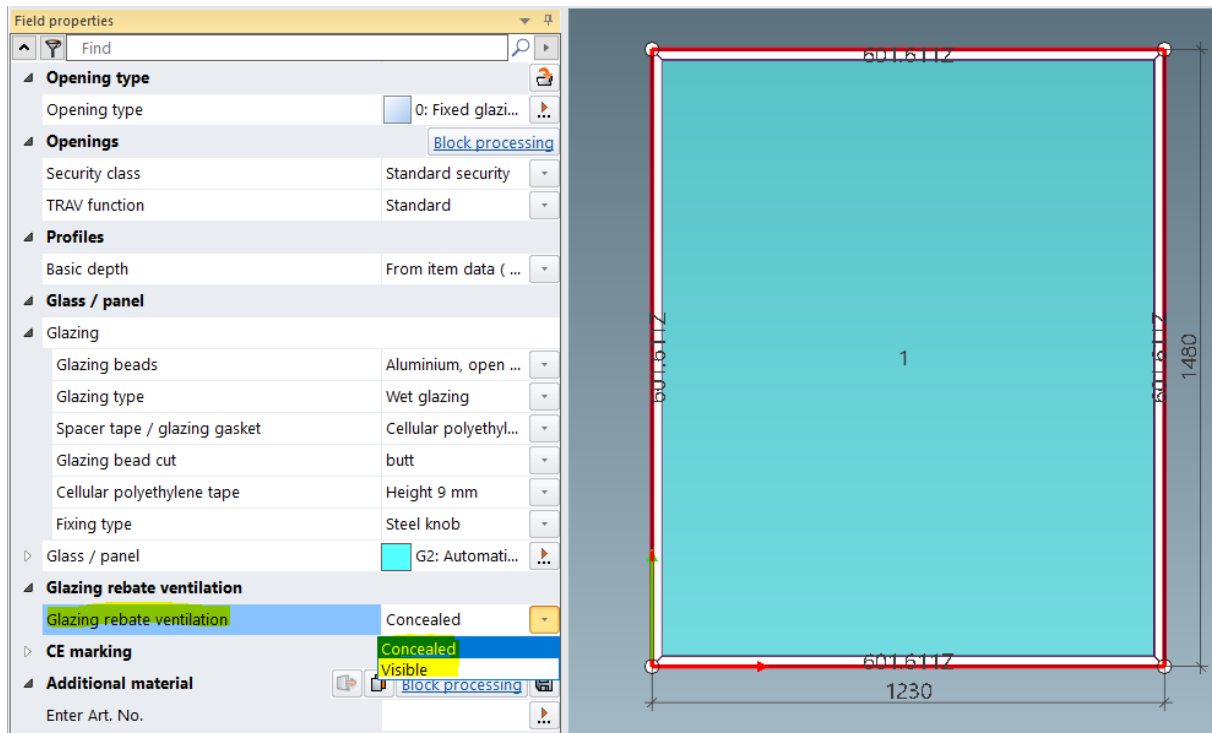 Field properties
Find
Opening type
Opening type 0: Fixed glazi...
Openings Block processing
Security class Standard security
TRAV function Standard
Profiles
Basic depth From item data ( ...
Glass / panel
Glazing
Glazing beads Aluminium, open ...
Glazing type Wet glazing
Spacer tape / glazing gasket Cellular polyethyl...
Glazing bead cut butt
Cellular polyethylene tape Height 9 mm
Fixing type Steel knob
Glass / panel G2: Automati...
Glazing rebate ventilation
Glazing rebate ventilation Concealed
Concealed
CE marking
Visible
Additional material Block processing
Enter Art. No.
601.611Z
601.611Z
1
601.611Z
1480
601.611Z
1230